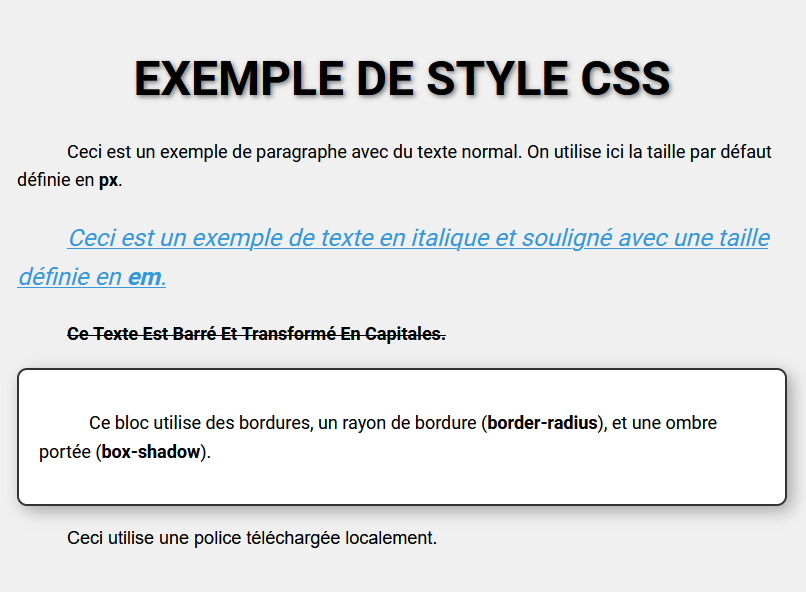 EXEMPLE DE STYLE CSS
Ceci est un exemple de paragraphe avec du texte normal. On utilise ici la taille par défaut
définie en px.
Ceci est un exemple de texte en italique et souligné avec une taille
définie en em.
Ce Texte Est Barré Et Transformé En Capitales.
Ce bloc utilise des bordures, un rayon de bordure (border-radius), et une ombre
portée (box-shadow).
Ceci utilise une police téléchargée localement.